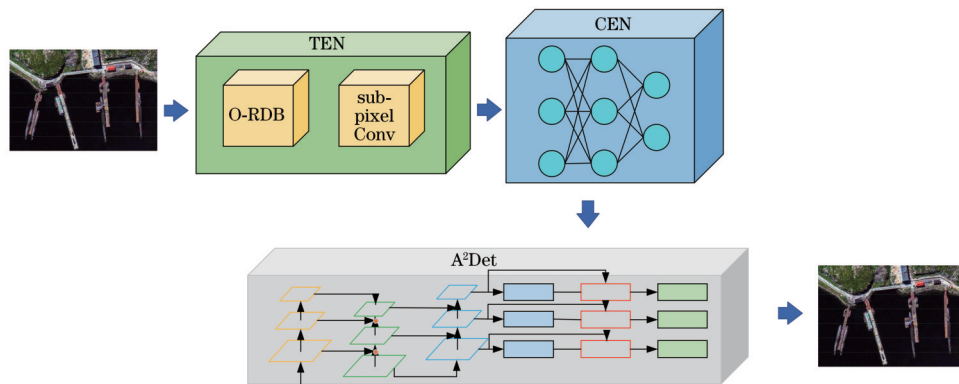 TEN
O-RDB
sub-
pixel
Conv
CEN
A²Det